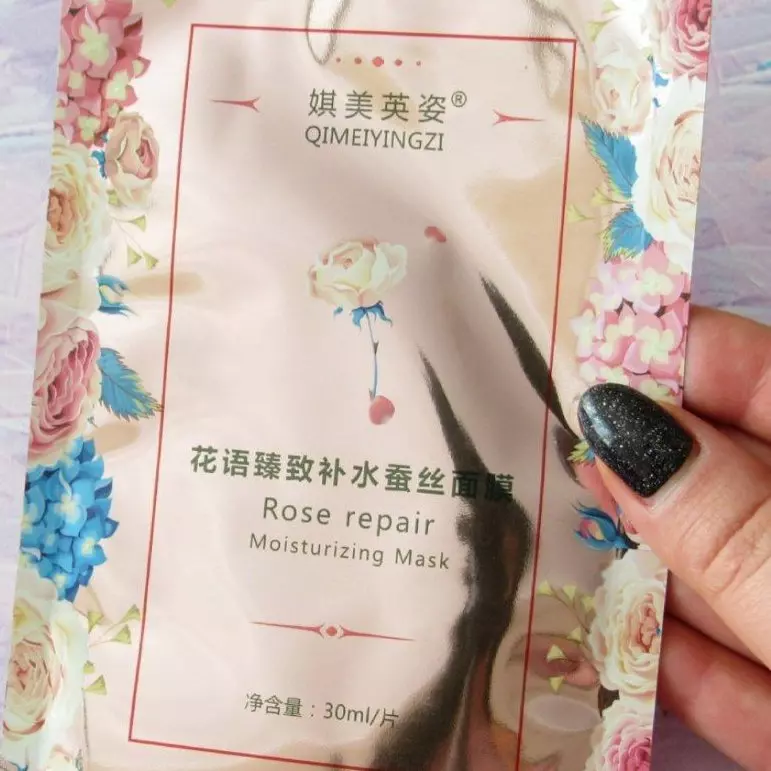 娸美英姿®
QIMEIYINGZI
花语臻致补水蚕丝面膜
Rose repair
Moisturizing Mask
净含量：30ml/片